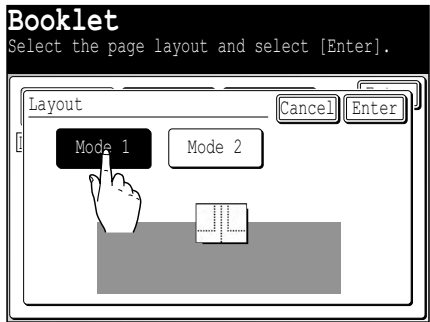 Booklet
Select the page layout and select [Enter].
Layout
Cancel
Enter
Mode 1
Mode 2